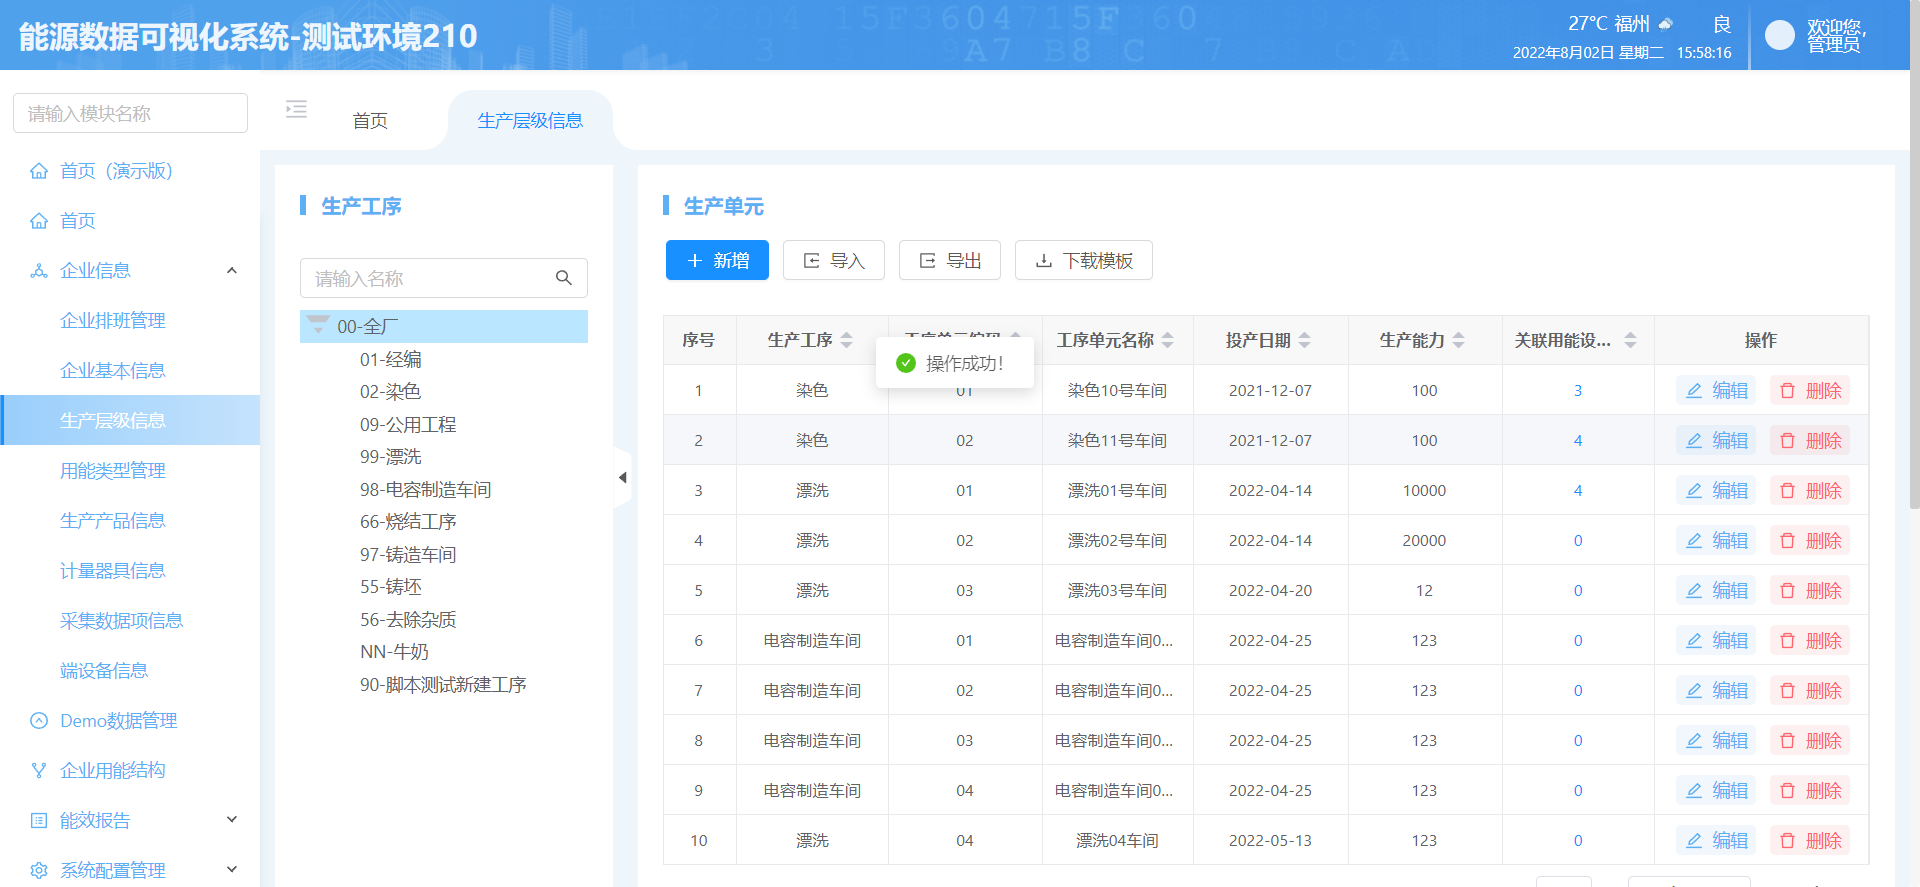 能源数据可视化系统-测试环境210
27°C 福州 良
2022年8月02日 星期二 15:58:16
欢迎您,
管理员
请输入模块名称
首页（演示版）
首页
企业信息
企业排班管理
企业基本信息
生产层级信息
用能类型管理
生产产品信息
计量器具信息
采集数据项信息
端设备信息
Demo数据管理
企业用能结构
能效报告
系统配置管理
首页
生产层级信息
生产工序
请输入名称
00-全厂
01-经编
02-染色
09-公用工程
99-漂洗
98-电容制造车间
66-烧结工序
97-铸造车间
55-铸坯
56-去除杂质
NN-牛奶
90-脚本测试新建工序
生产单元
新增 导入 导出 下载模板
操作成功!
序号 生产工序 工序单元编码 工序单元名称 投产日期 生产能力 关联用能设... 操作
1 染色 01 染色10号车间 2021-12-07 100 3 编辑 删除
2 染色 02 染色11号车间 2021-12-07 100 4 编辑 删除
3 漂洗 01 漂洗01号车间 2022-04-14 10000 4 编辑 删除
4 漂洗 02 漂洗02号车间 2022-04-14 20000 0 编辑 删除
5 漂洗 03 漂洗03号车间 2022-04-20 12 0 编辑 删除
6 电容制造车间 01 电容制造车间0... 2022-04-25 123 0 编辑 删除
7 电容制造车间 02 电容制造车间0... 2022-04-25 123 0 编辑 删除
8 电容制造车间 03 电容制造车间0... 2022-04-25 123 0 编辑 删除
9 电容制造车间 04 电容制造车间0... 2022-04-25 123 0 编辑 删除
10 漂洗 04 漂洗04车间 2022-05-13 123 0 编辑 删除